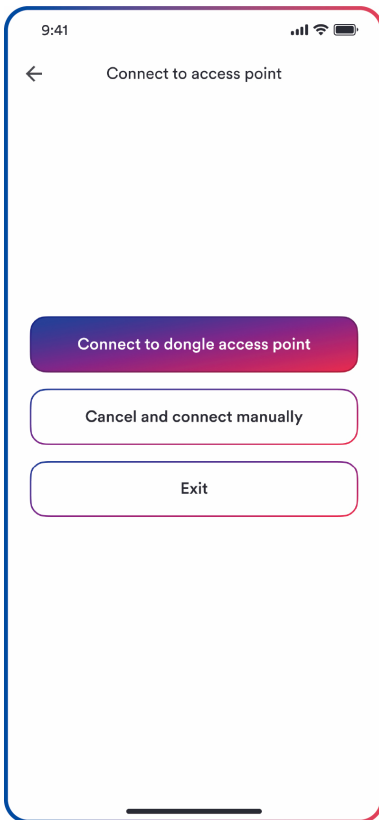 9:41
Connect to access point
Connect to dongle access point
Cancel and connect manually
Exit